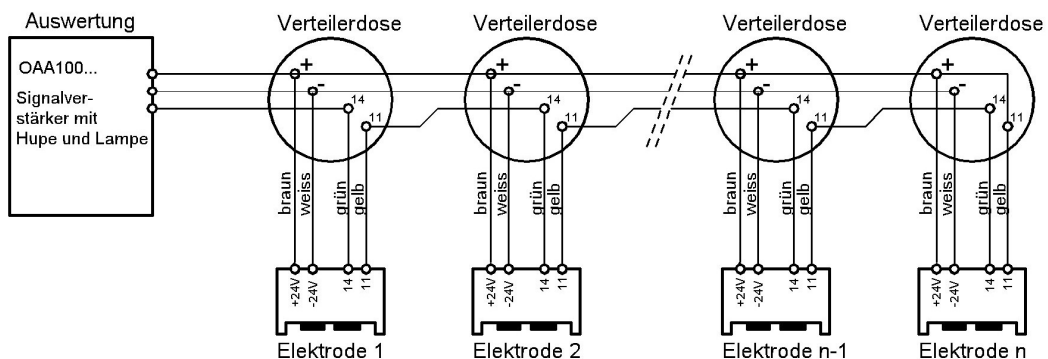 Auswertung
OAA100...
Signalver-
stärker mit
Hupe und Lampe
Verteilerdose
+
-
14
11
braun
weiss
grün
gelb
+24V
-24V
14
11
Elektrode 1
Verteilerdose
+
-
14
11
braun
weiss
grün
gelb
+24V
-24V
14
11
Elektrode 2
Verteilerdose
+
-
14
11
braun
weiss
grün
gelb
+24V
-24V
14
11
Elektrode n-1
Verteilerdose
+
-
14
11
braun
weiss
grün
gelb
+24V
-24V
14
11
Elektrode n